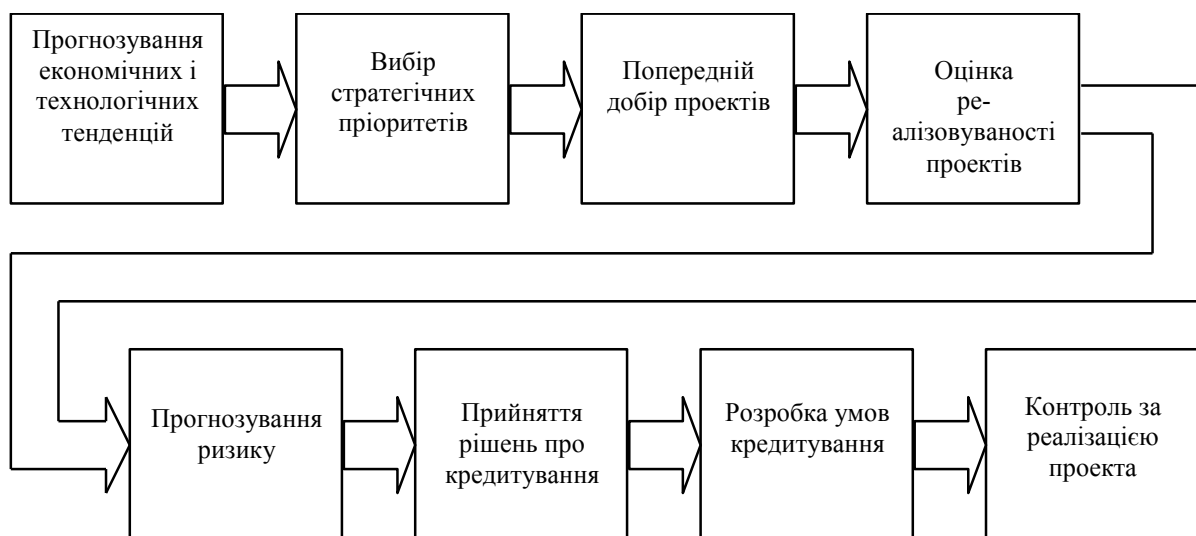 Прогнозування
економічних і
технологічних
тенденцій
Вибір
стратегічних
пріоритетів
Попередній
добір проектів
Оцінка
ре-
алізовуваності
проектів
Прогнозування
ризику
Прийняття
рішень про
кредитування
Розробка умов
кредитування
Контроль за
реалізацією
проекта